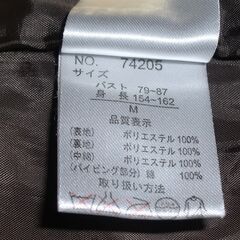 NO. 74205
サイズ
バスト 79~87
身 長 154~162
M
品質表示
(表地) ポリエステル 100%
(裏地) ポリエステル 100%
(中綿) ポリエステル 100%
(パイピング部分) 綿 100%
取り扱い方法